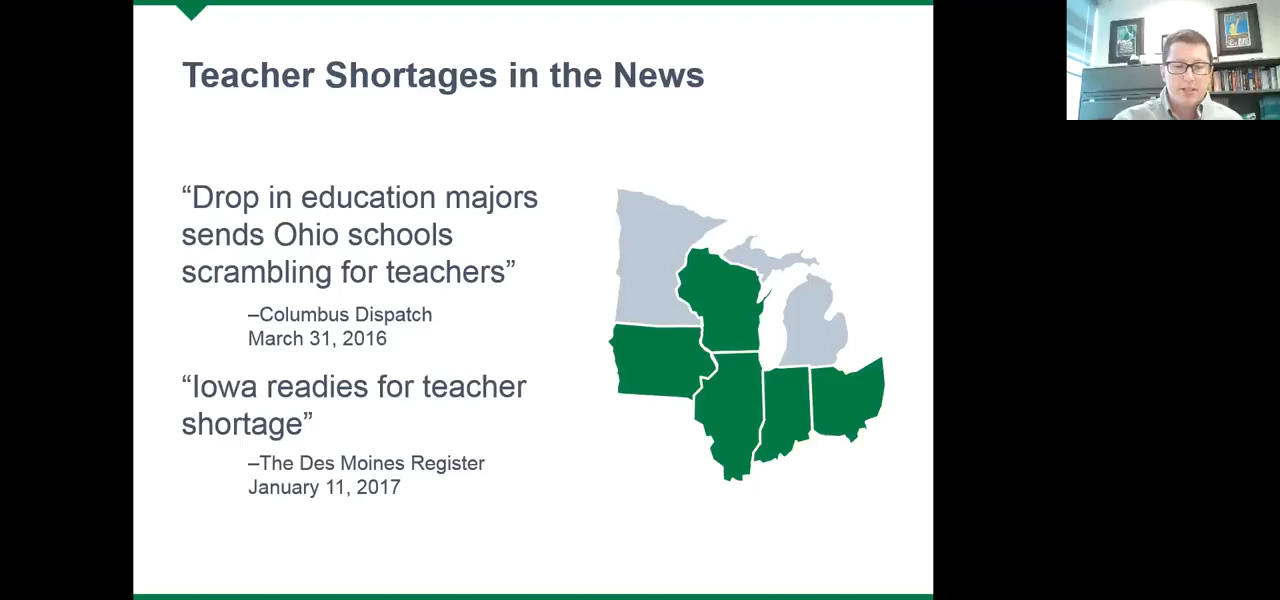 Teacher Shortages in the News
“Drop in education majors
sends Ohio schools
scrambling for teachers”
–Columbus Dispatch
March 31, 2016
“Iowa readies for teacher
shortage”
–The Des Moines Register
January 11, 2017